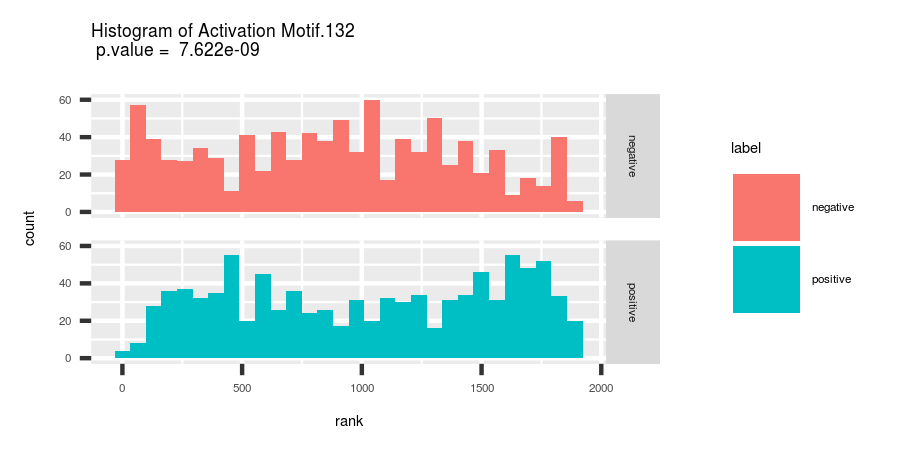 Histogram of Activation Motif.132
p.value = 7.622e-09
count
60
40
20
0
negative
60
40
20
0
positive
0 500 1000 1500 2000
rank
label
negative
positive